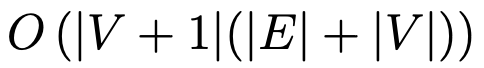 O (|V + 1|(|E| + |V|))